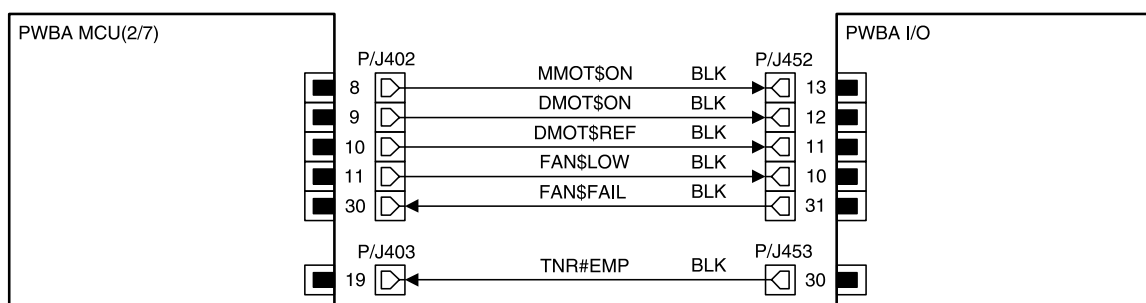 PWBA MCU(2/7)
PWBA I/O
P/J402
P/J452
8 MMOT$ON BLK 13
9 DMOT$ON BLK 12
10 DMOT$REF BLK 11
11 FAN$LOW BLK 10
30 FAN$FAIL BLK 31
P/J403
P/J453
19 TNR#EMP BLK 30